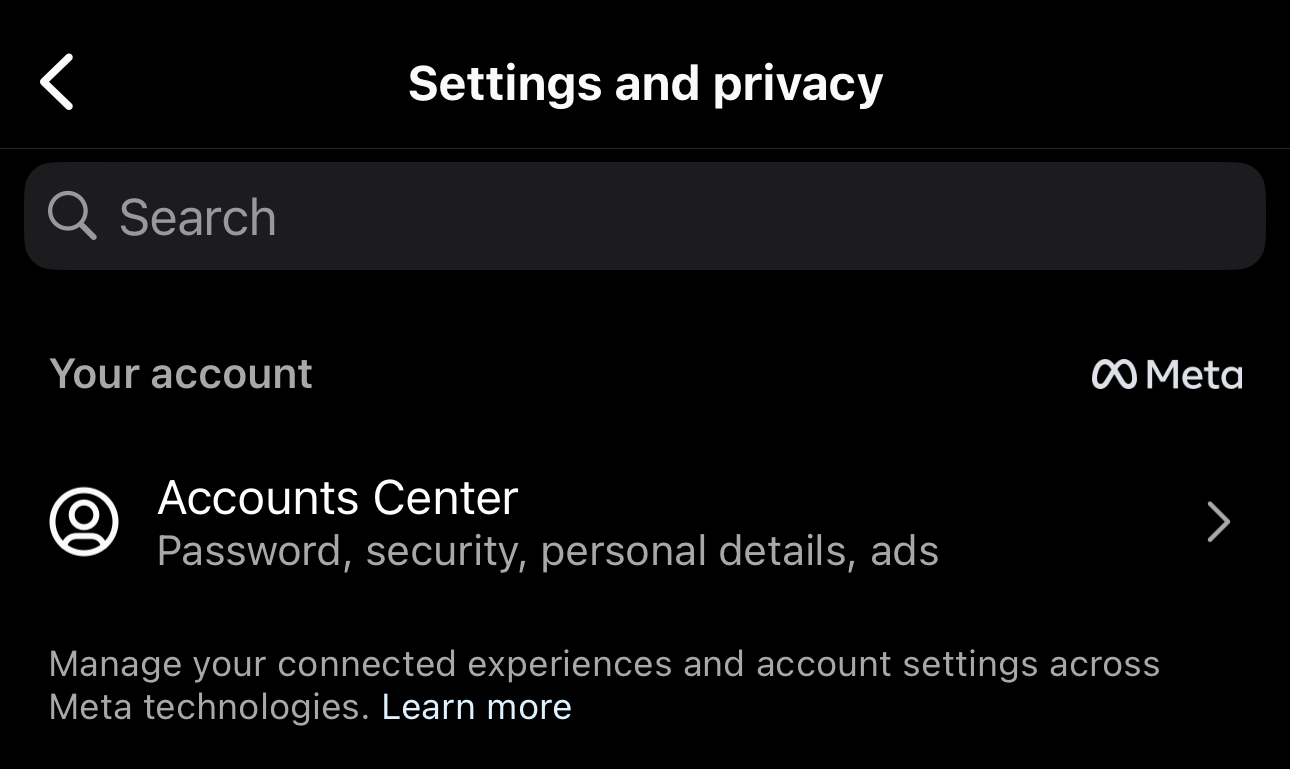 Settings and privacy
Search
Your account
Meta
Accounts Center
Password, security, personal details, ads
Manage your connected experiences and account settings across
Meta technologies. Learn more